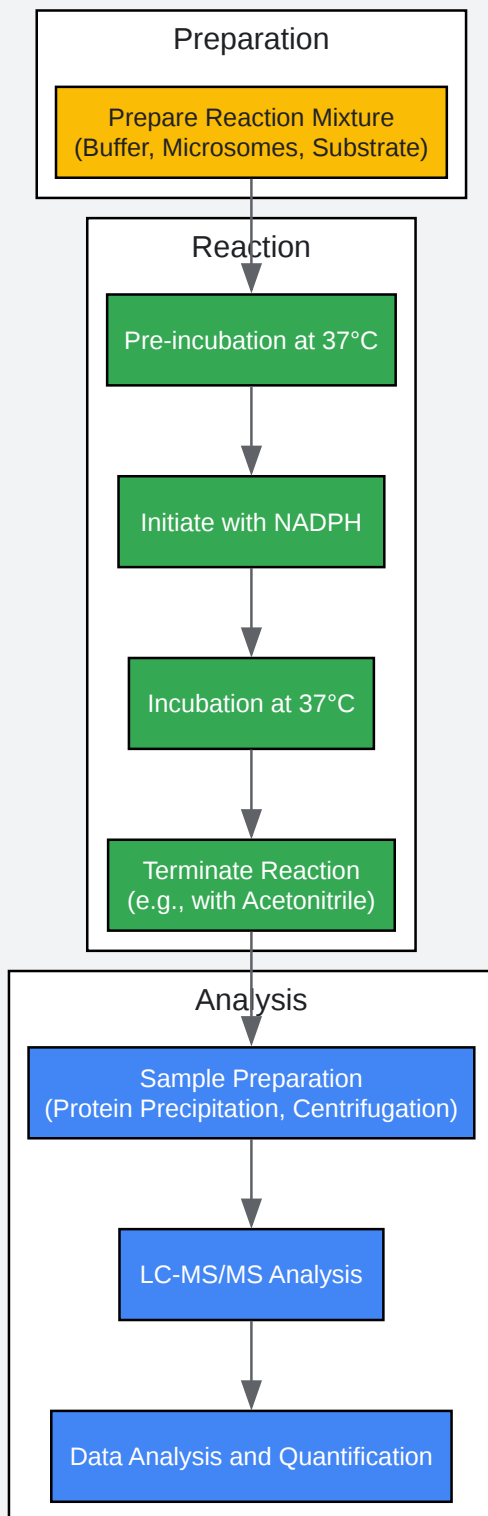 Preparation
Prepare Reaction Mixture
(Buffer, Microsomes, Substrate)
Reaction
Pre-incubation at 37°C
Initiate with NADPH
Incubation at 37°C
Terminate Reaction
(e.g., with Acetonitrile)
Analysis
Sample Preparation
(Protein Precipitation, Centrifugation)
LC-MS/MS Analysis
Data Analysis and Quantification